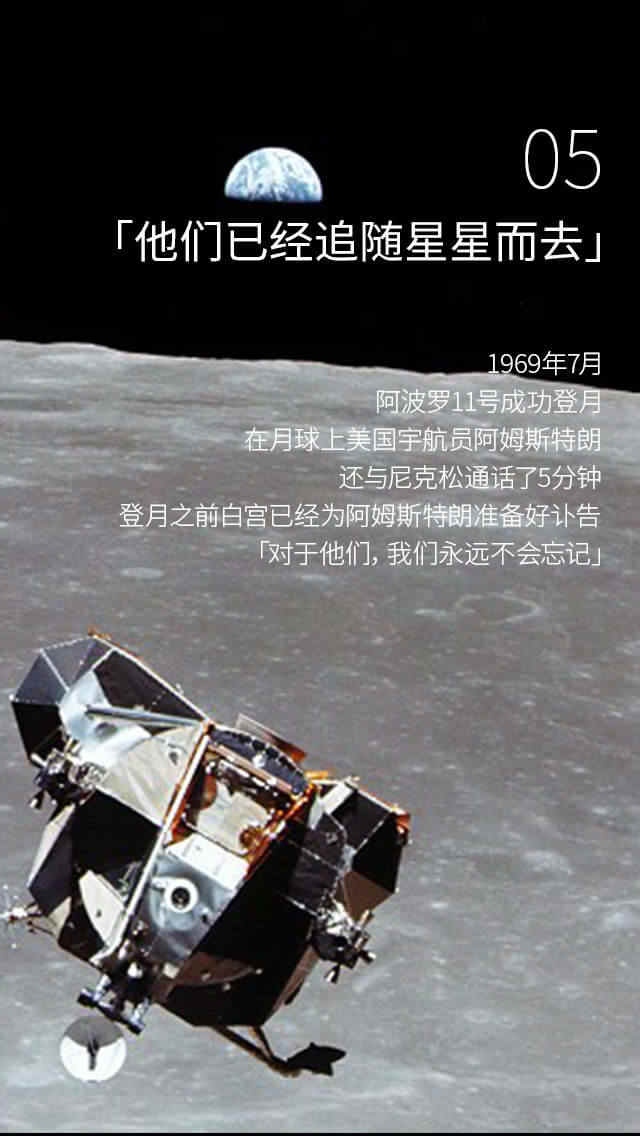 05
「他们已经追随星星而去」
1969年7月
阿波罗11号成功登月
在月球上美国宇航员阿姆斯特朗
还与尼克松通话了5分钟
登月之前白宫已经为阿姆斯特朗准备好讣告
「对于他们，我们永远不会忘记」